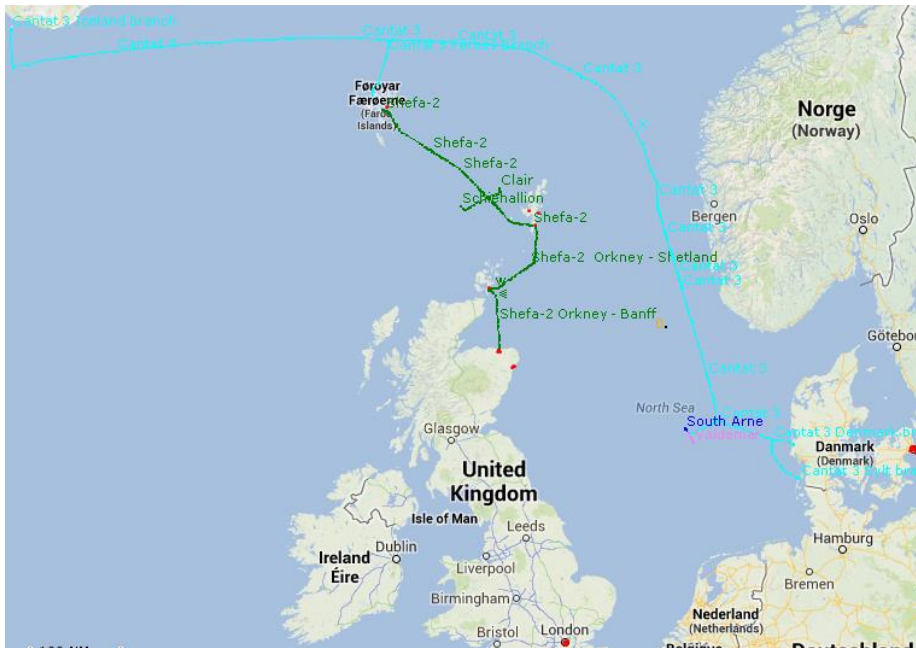 Cantat 3 Iceland branch
Cantat 3
Cantat 3
Cantat 3
Føroyar
Færøerne
(Faroe
Islands)
Shefa-2
Shefa-2
Shefa-2
Clair
Schiehallion
Shefa-2
Shefa-2 Orkney - Shetland
Shefa-2 Orkney - Banff
Cantat 3
Cantat 3
Cantat 3
Cantat 3
Cantat 3
Cantat 3
Norge
(Norway)
Bergen
Oslo
Göteborg
North Sea
South Arne
Valdemar
Cantat 3
Cantat 3 Denmark
Danmark
(Denmark)
Cantat 3 Sylt
Glasgow
United
Kingdom
Isle of Man
Leeds
Ireland
Éire
Dublin
Liverpool
Birmingham
Bristol
London
Hamburg
Bremen
Nederland
(Netherlands)